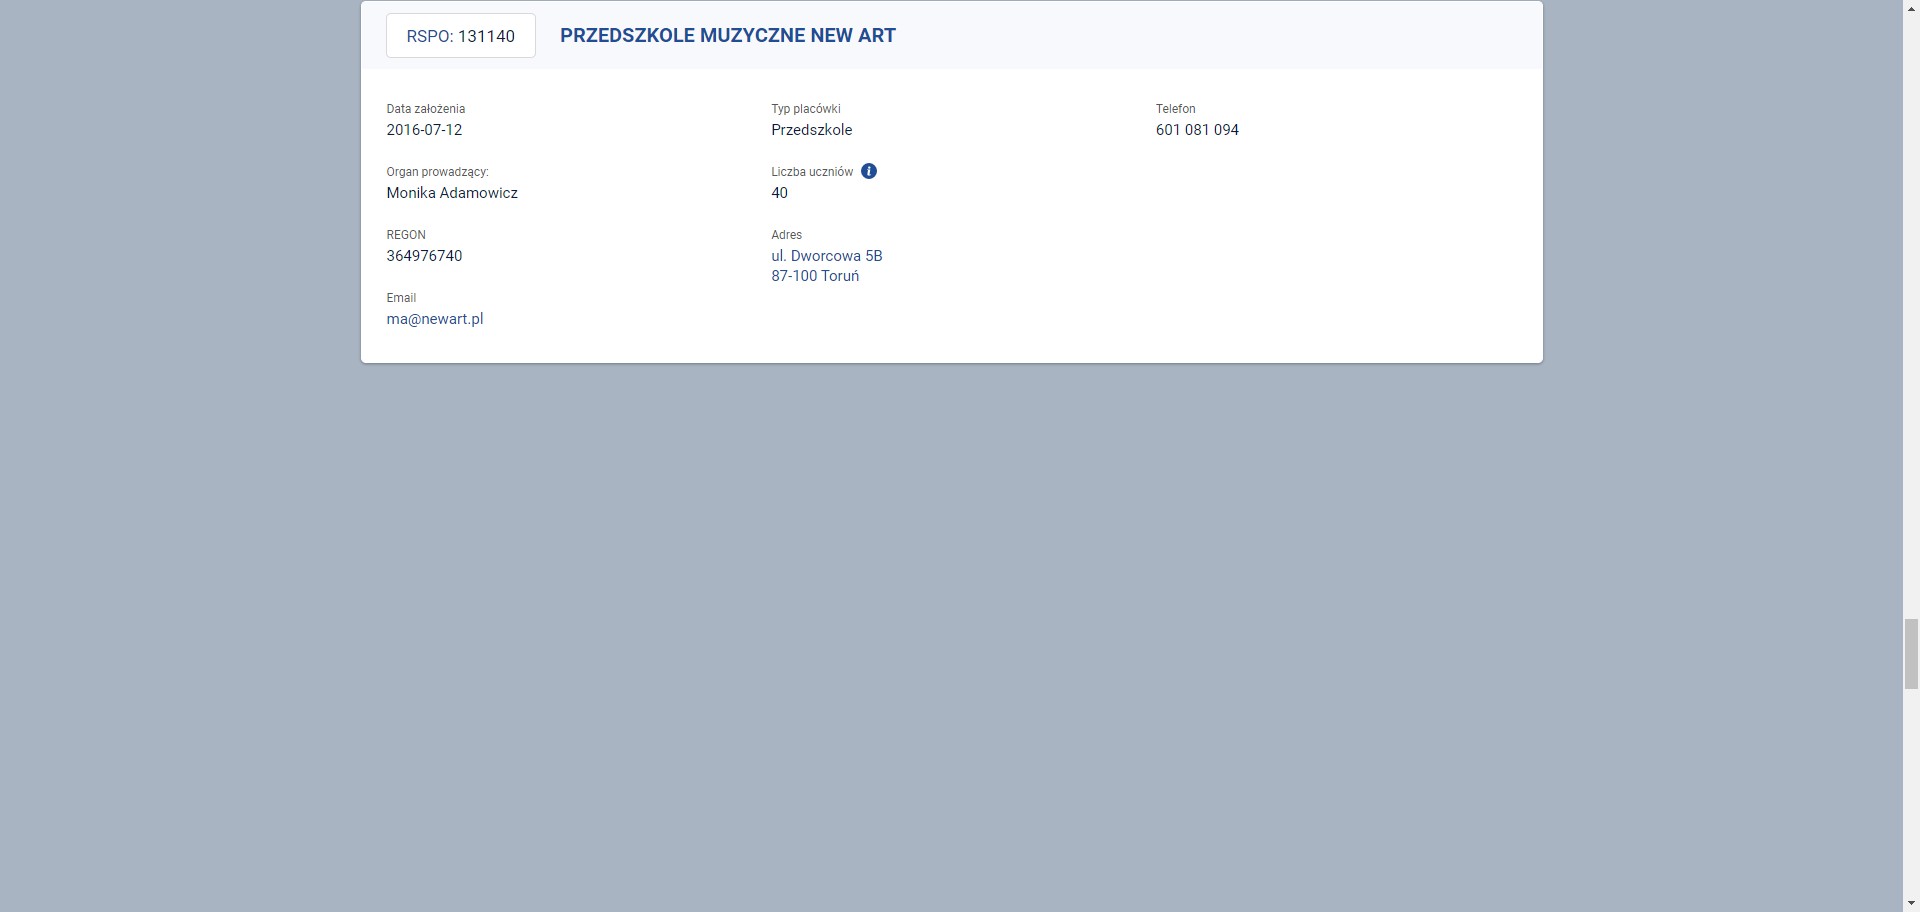 RSPO: 131140
PRZEDSZKOLE MUZYCZNE NEW ART
Data założenia
2016-07-12
Organ prowadzący:
Monika Adamowicz
REGON
364976740
Email
ma@newart.pl
Typ placówki
Przedszkole
Liczba uczniów i
40
Adres
ul. Dworcowa 5B
87-100 Toruń
Telefon
601 081 094